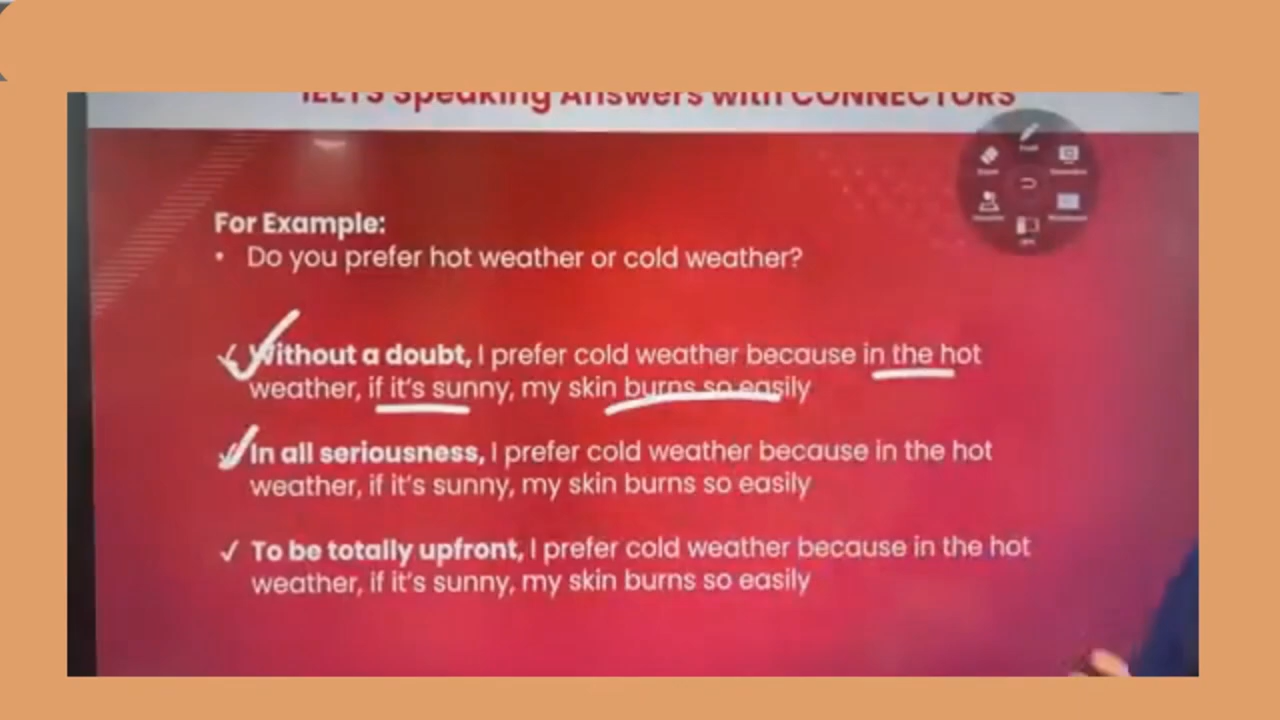 IELTS Speaking Answers with CONNECTORS
For Example:
• Do you prefer hot weather or cold weather?
✓ Without a doubt, I prefer cold weather because in the hot
weather, if it's sunny, my skin burns so easily
✓ In all seriousness, I prefer cold weather because in the hot
weather, if it's sunny, my skin burns so easily
✓ To be totally upfront, I prefer cold weather because in the hot
weather, if it's sunny, my skin burns so easily